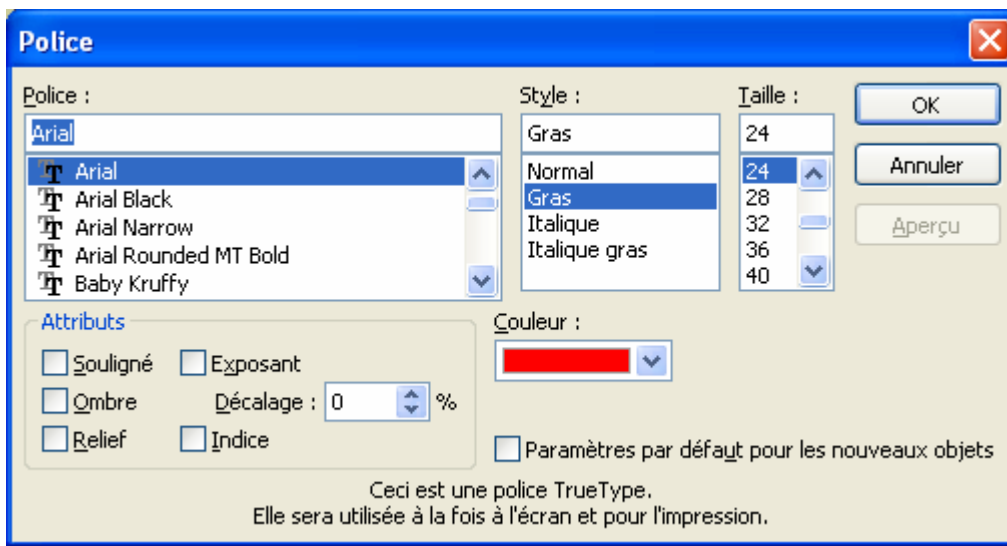 Police
Police :
Style :
Taille :
OK
Arial
Gras
24
Arial
Arial Black
Arial Narrow
Arial Rounded MT Bold
Baby Kruffy
Normal
Gras
Italique
Italique gras
24
28
32
36
40
Annuler
Aperçu
Attributs
Souligné
Exposant
Ombre
Décalage : 0 %
Relief
Indice
Couleur :
Paramètres par défaut pour les nouveaux objets
Ceci est une police TrueType.
Elle sera utilisée à la fois à l'écran et pour l'impression.